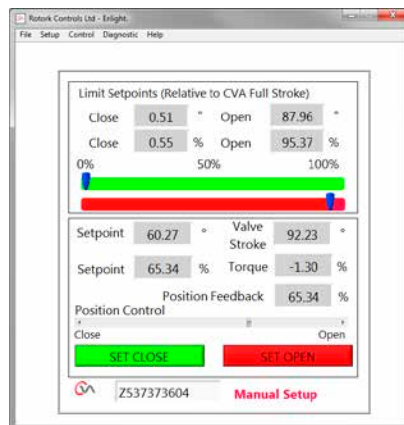 Rotork Controls Ltd - Enlight.
File Setup Control Diagnostic Help
Limit Setpoints (Relative to CVA Full Stroke)
Close 0.51 ° Open 87.96 °
Close 0.55 % Open 95.37 %
0% 50% 100%
Setpoint 60.27 ° Valve Stroke 92.23 °
Setpoint 65.34 % Torque -1.30 %
Position Feedback 65.34 %
Position Control
Close Open
SET CLOSE SET OPEN
CVA Z537373604 Manual Setup